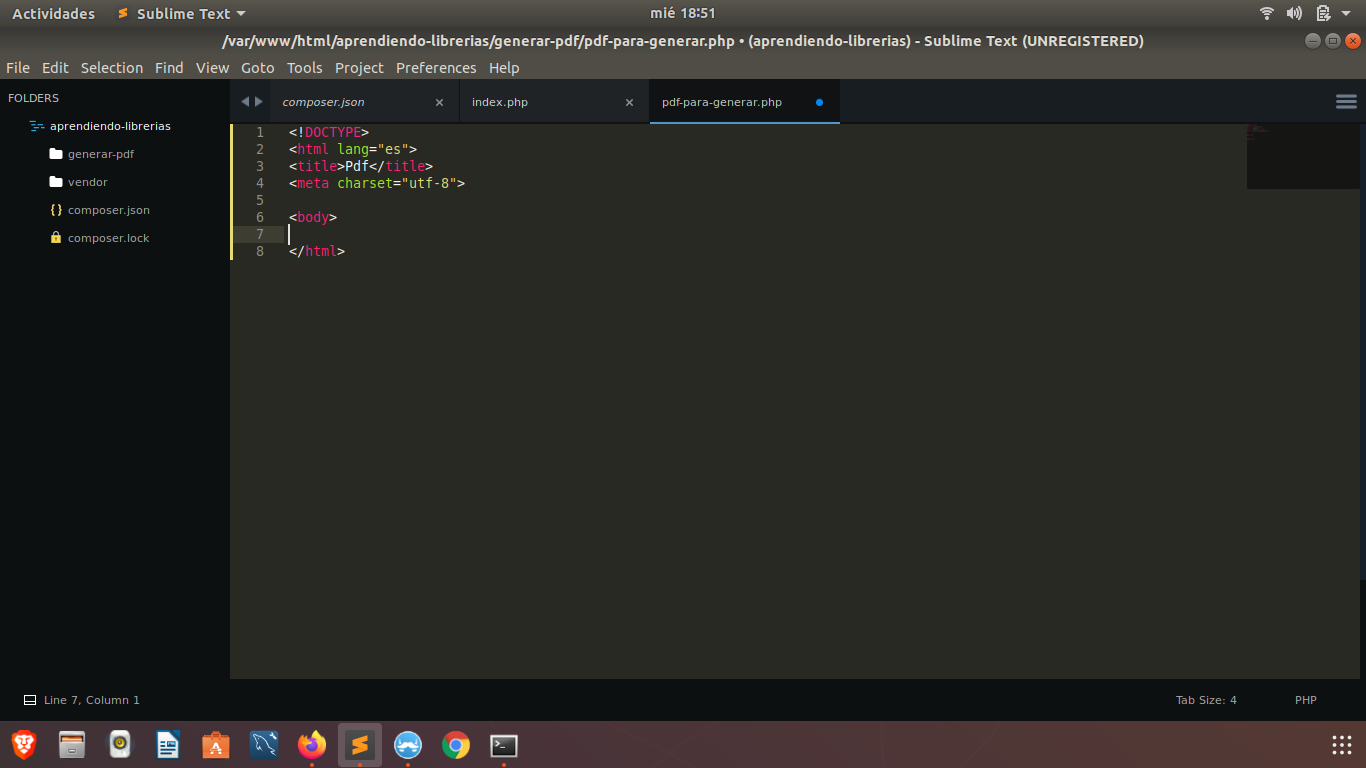 Actividades Sublime Text mié 18:51
/var/www/html/aprendiendo-librerias/generar-pdf/pdf-para-generar.php • (aprendiendo-librerias) - Sublime Text (UNREGISTERED)
File Edit Selection Find View Goto Tools Project Preferences Help
FOLDERS
aprendiendo-librerias
generar-pdf
vendor
composer.json
composer.lock
composer.json index.php pdf-para-generar.php
1 <!DOCTYPE>
2 <html lang="es">
3 <title>Pdf</title>
4 <meta charset="utf-8">
5
6 <body>
7
8 </html>
Line 7, Column 1 Tab Size: 4 PHP